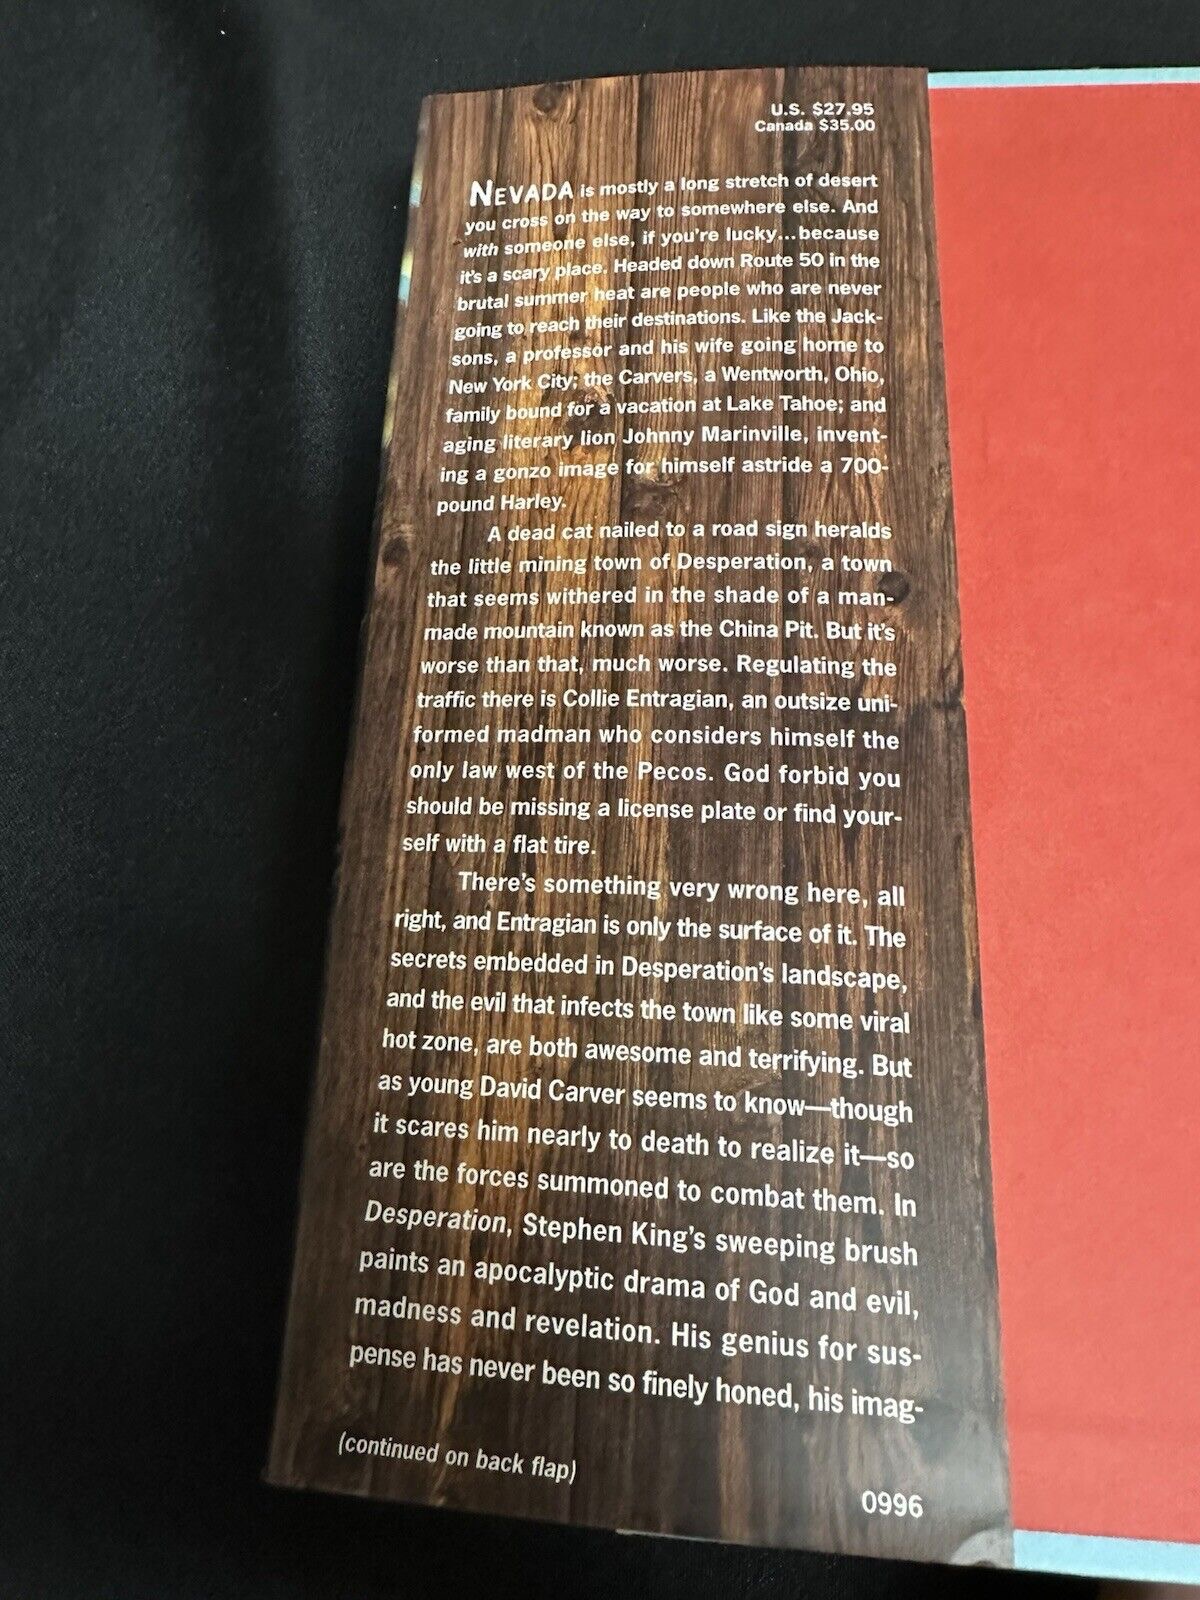 U.S. $27.95
Canada $35.00
NEVADA is mostly a long stretch of desert
you cross on the way to somewhere else. And
with someone else, if you're lucky...because
it's a scary place. Headed down Route 50 in the
brutal summer heat are people who are never
going to reach their destinations. Like the Jack-
sons, a professor and his wife going home to
New York City; the Carvers, a Wentworth, Ohio,
family bound for a vacation at Lake Tahoe; and
aging literary lion Johnny Marinville, invent-
ing a gonzo image for himself astride a 700-
pound Harley.
A dead cat nailed to a road sign heralds
the little mining town of Desperation, a town
that seems withered in the shade of a man-
made mountain known as the China Pit. But it's
worse than that, much worse. Regulating the
traffic there is Collie Entragian, an outsize uni-
formed madman who considers himself the
only law west of the Pecos. God forbid you
should be missing a license plate or find your-
self with a flat tire.
There's something very wrong here, all
right, and Entragian is only the surface of it. The
secrets embedded in Desperation's landscape,
and the evil that infects the town like some viral
hot zone, are both awesome and terrifying. But
as young David Carver seems to know—though
it scares him nearly to death to realize it—so
are the forces summoned to combat them. In
Desperation, Stephen King's sweeping brush
paints an apocalyptic drama of God and evil,
madness and revelation. His genius for sus-
pense has never been so finely honed, his imag-
(continued on back flap)
0996